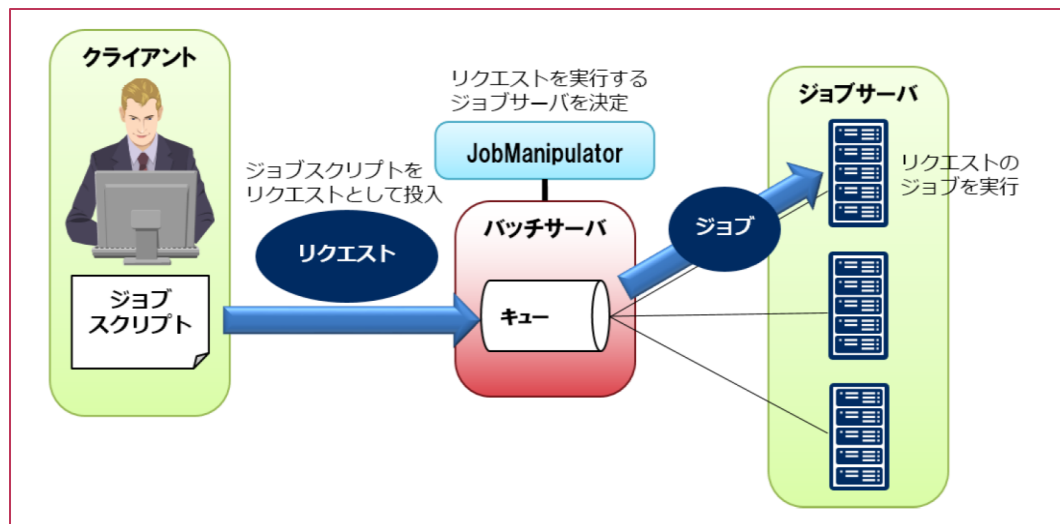 クライアント
ジョブ
スクリプト
ジョブスクリプトを
リクエストとして投入
リクエスト
リクエストを実行する
ジョブサーバを決定
JobManipulator
バッチサーバ
キュー
ジョブ
ジョブサーバ
リクエストの
ジョブを実行